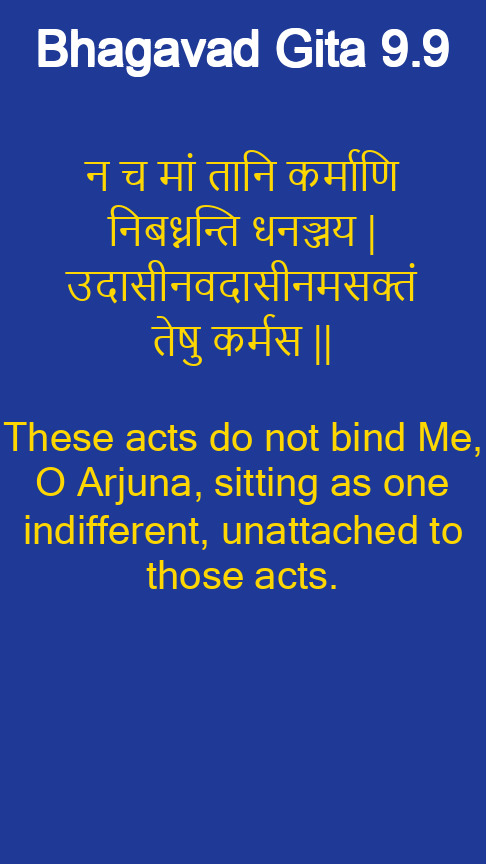 Bhagavad Gita 9.9
न च मां तानि कर्माणि
निबध्नन्ति धनञ्जय |
उदासीनवदासीनमसक्तं
तेषु कर्मस ||
These acts do not bind Me,
O Arjuna, sitting as one
indifferent, unattached to
those acts.